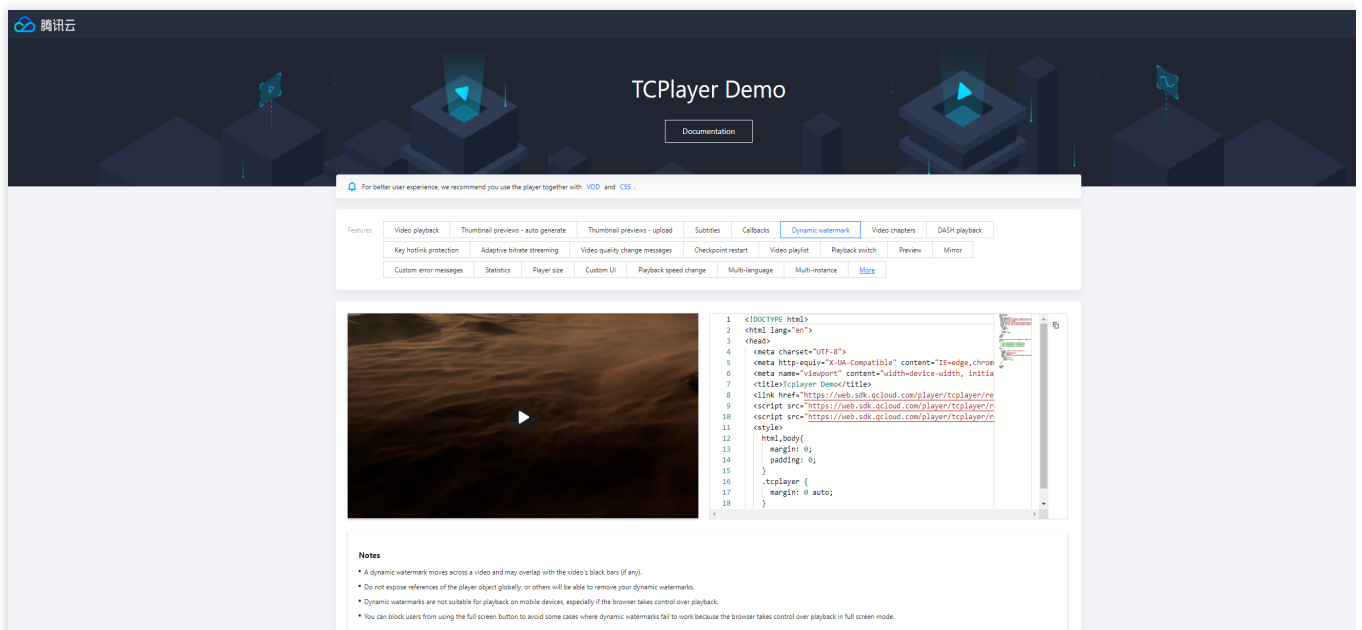 腾讯云
TCPlayer Demo
Documentation
For better user experience, we recommend you use the player together with VOD and CSS .
Features Video playback Thumbnail previews - auto generate Thumbnail previews - upload Subtitles Callbacks Dynamic watermark Video chapters DASH playback
Key hotlink protection Adaptive bitrate streaming Video quality change messages Checkpoint restart Video playlist Playback switch Preview Mirror
Custom error messages Statistics Player size Custom UI Playback speed change Multi-language Multi-instance More
1 <!DOCTYPE html>
2 <html lang="en">
3 <head>
4 <meta charset="UTF-8">
5 <meta http-equiv="X-UA-Compatible" content="IE=edge,chrom
6 <meta name="viewport" content="width=device-width, initia
7 <title>Tcplayer Demo</title>
8 <link href="https://web.sdk.qcloud.com/player/tcplayer/re
9 <script src="https://web.sdk.qcloud.com/player/tcplayer/r
10 <script src="https://web.sdk.qcloud.com/player/tcplayer/r
11 <style>
12 html,body{
13 margin: 0;
14 padding: 0;
15 }
16 .tcplayer {
17 margin: 0 auto;
18 }
Notes
• A dynamic watermark moves across a video and may overlap with the video's black bars (if any).
• Do not expose references of the player object globally, or others will be able to remove your dynamic watermarks.
• Dynamic watermarks are not suitable for playback on mobile devices, especially if the browser takes control over playback.
• You can block users from using the full screen button to avoid some cases where dynamic watermarks fail to work because the browser takes control over playback in full screen mode.